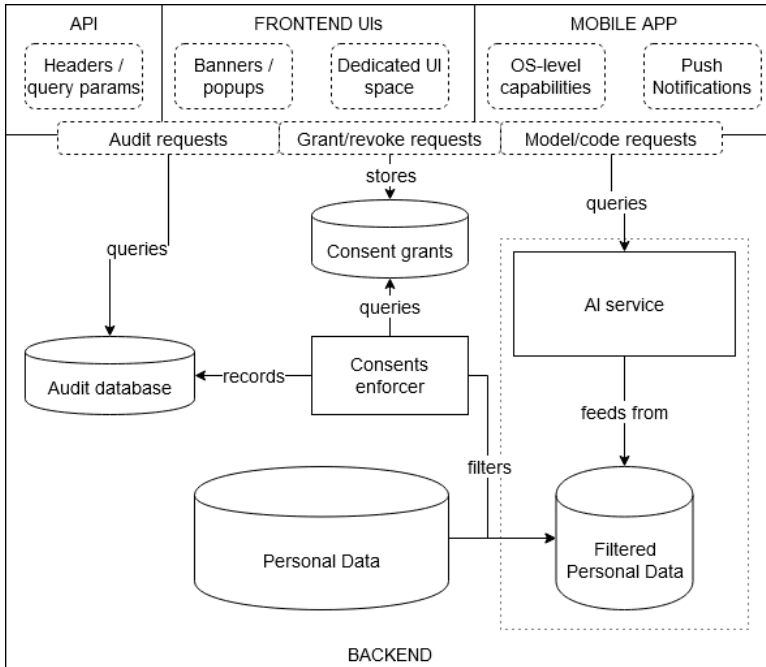 API
FRONTEND UIs
MOBILE APP
Headers /
query params
Banners /
popups
Dedicated UI
space
OS-level
capabilities
Push
Notifications
Audit requests
Grant/revoke requests
Model/code requests
stores
queries
Consent grants
queries
queries
AI service
Audit database
records
Consents
enforcer
feeds from
filters
Personal Data
Filtered
Personal Data
BACKEND